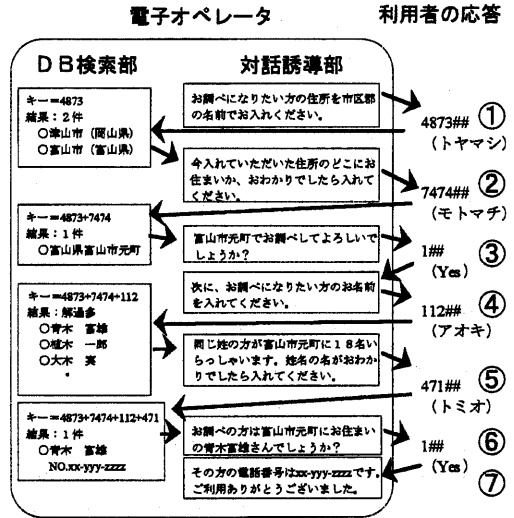 電子オペレータ
利用者の応答
DB検索部
対話誘導部
キー=4873
結果:2件
○津山市(岡山県)
○富山市(富山県)
お調べになりたい方の住所を市区郡
の名前でお入れください。
①
4873##
(トヤマシ)
今入れていただいた住所のどこにお
住まいか、おわかりでしたら入れて
ください。
②
7474##
(モトマチ)
キー=4873+7474
結果:1件
○富山県富山市元町
富山市元町でお調べしてよろしいで
しょうか?
③
1##
(Yes)
次に、お調べになりたい方のお名前
を入れてください。
④
112##
(アオキ)
キー=4873+7474+112
結果:解過多
○青木 富雄
○植木 一郎
○大木 実
・
同じ姓の方が富山市元町に18名い
らっしゃいます。姓名の名がおわか
りでしたら入れてください。
⑤
471##
(トミオ)
キー=4873+7474+112+471
結果:1件
○青木 富雄
NO.xx-yyy-zzzz
お調べの方は富山市元町にお住まい
の青木富雄さんでしょうか?
⑥
1##
(Yes)
その方の電話番号はxx-yyy-zzzzです。
ご利用ありがとうございました。
⑦